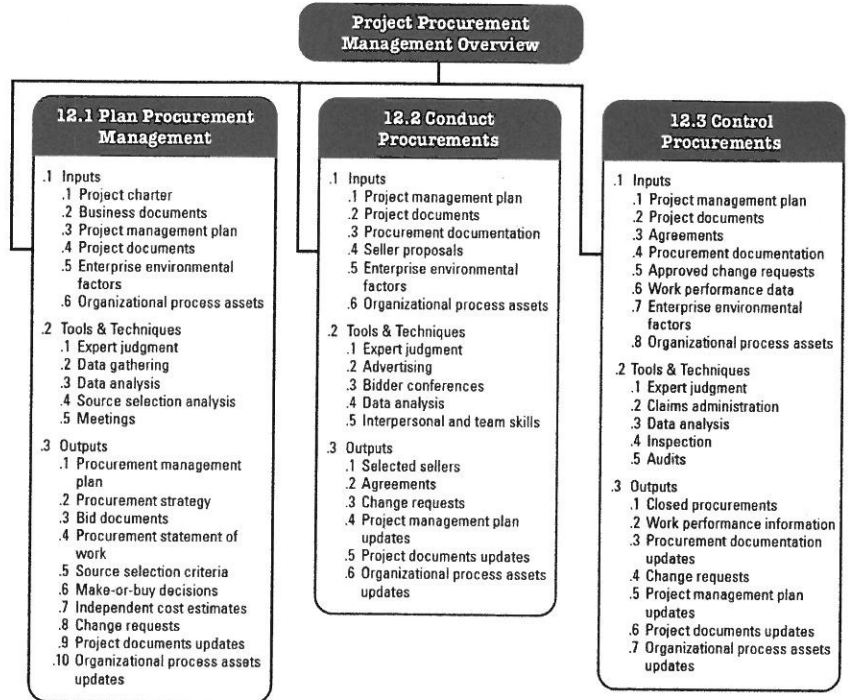 Project Procurement
Management Overview
12.1 Plan Procurement
Management
.1 Inputs
.1 Project charter
.2 Business documents
.3 Project management plan
.4 Project documents
.5 Enterprise environmental
factors
.6 Organizational process assets
.2 Tools & Techniques
.1 Expert judgment
.2 Data gathering
.3 Data analysis
.4 Source selection analysis
.5 Meetings
.3 Outputs
.1 Procurement management
plan
.2 Procurement strategy
.3 Bid documents
.4 Procurement statement of
work
.5 Source selection criteria
.6 Make-or-buy decisions
.7 Independent cost estimates
.8 Change requests
.9 Project documents updates
.10 Organizational process assets
updates
12.2 Conduct
Procurements
.1 Inputs
.1 Project management plan
.2 Project documents
.3 Procurement documentation
.4 Seller proposals
.5 Enterprise environmental
factors
.6 Organizational process assets
.2 Tools & Techniques
.1 Expert judgment
.2 Advertising
.3 Bidder conferences
.4 Data analysis
.5 Interpersonal and team skills
.3 Outputs
.1 Selected sellers
.2 Agreements
.3 Change requests
.4 Project management plan
updates
.5 Project documents updates
.6 Organizational process assets
updates
12.3 Control
Procurements
.1 Inputs
.1 Project management plan
.2 Project documents
.3 Agreements
.4 Procurement documentation
.5 Approved change requests
.6 Work performance data
.7 Enterprise environmental
factors
.8 Organizational process assets
.2 Tools & Techniques
.1 Expert judgment
.2 Claims administration
.3 Data analysis
.4 Inspection
.5 Audits
.3 Outputs
.1 Closed procurements
.2 Work performance information
.3 Procurement documentation
updates
.4 Change requests
.5 Project management plan
updates
.6 Project documents updates
.7 Organizational process assets
updates